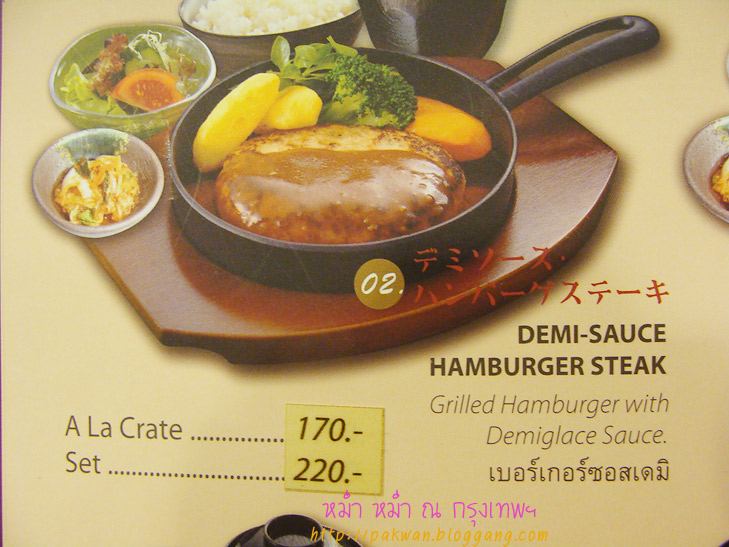 02.
デミソース・
ハンバーグステーキ
DEMI-SAUCE
HAMBURGER STEAK
Grilled Hamburger with
Demiglace Sauce.
เบอร์เกอร์ซอสเดมิ
A La Crate ............... 170.-
Set ............................ 220.-
หม่ำ หม่ำ ณ กรุงเทพฯ
http://pakwan.bloggang.com